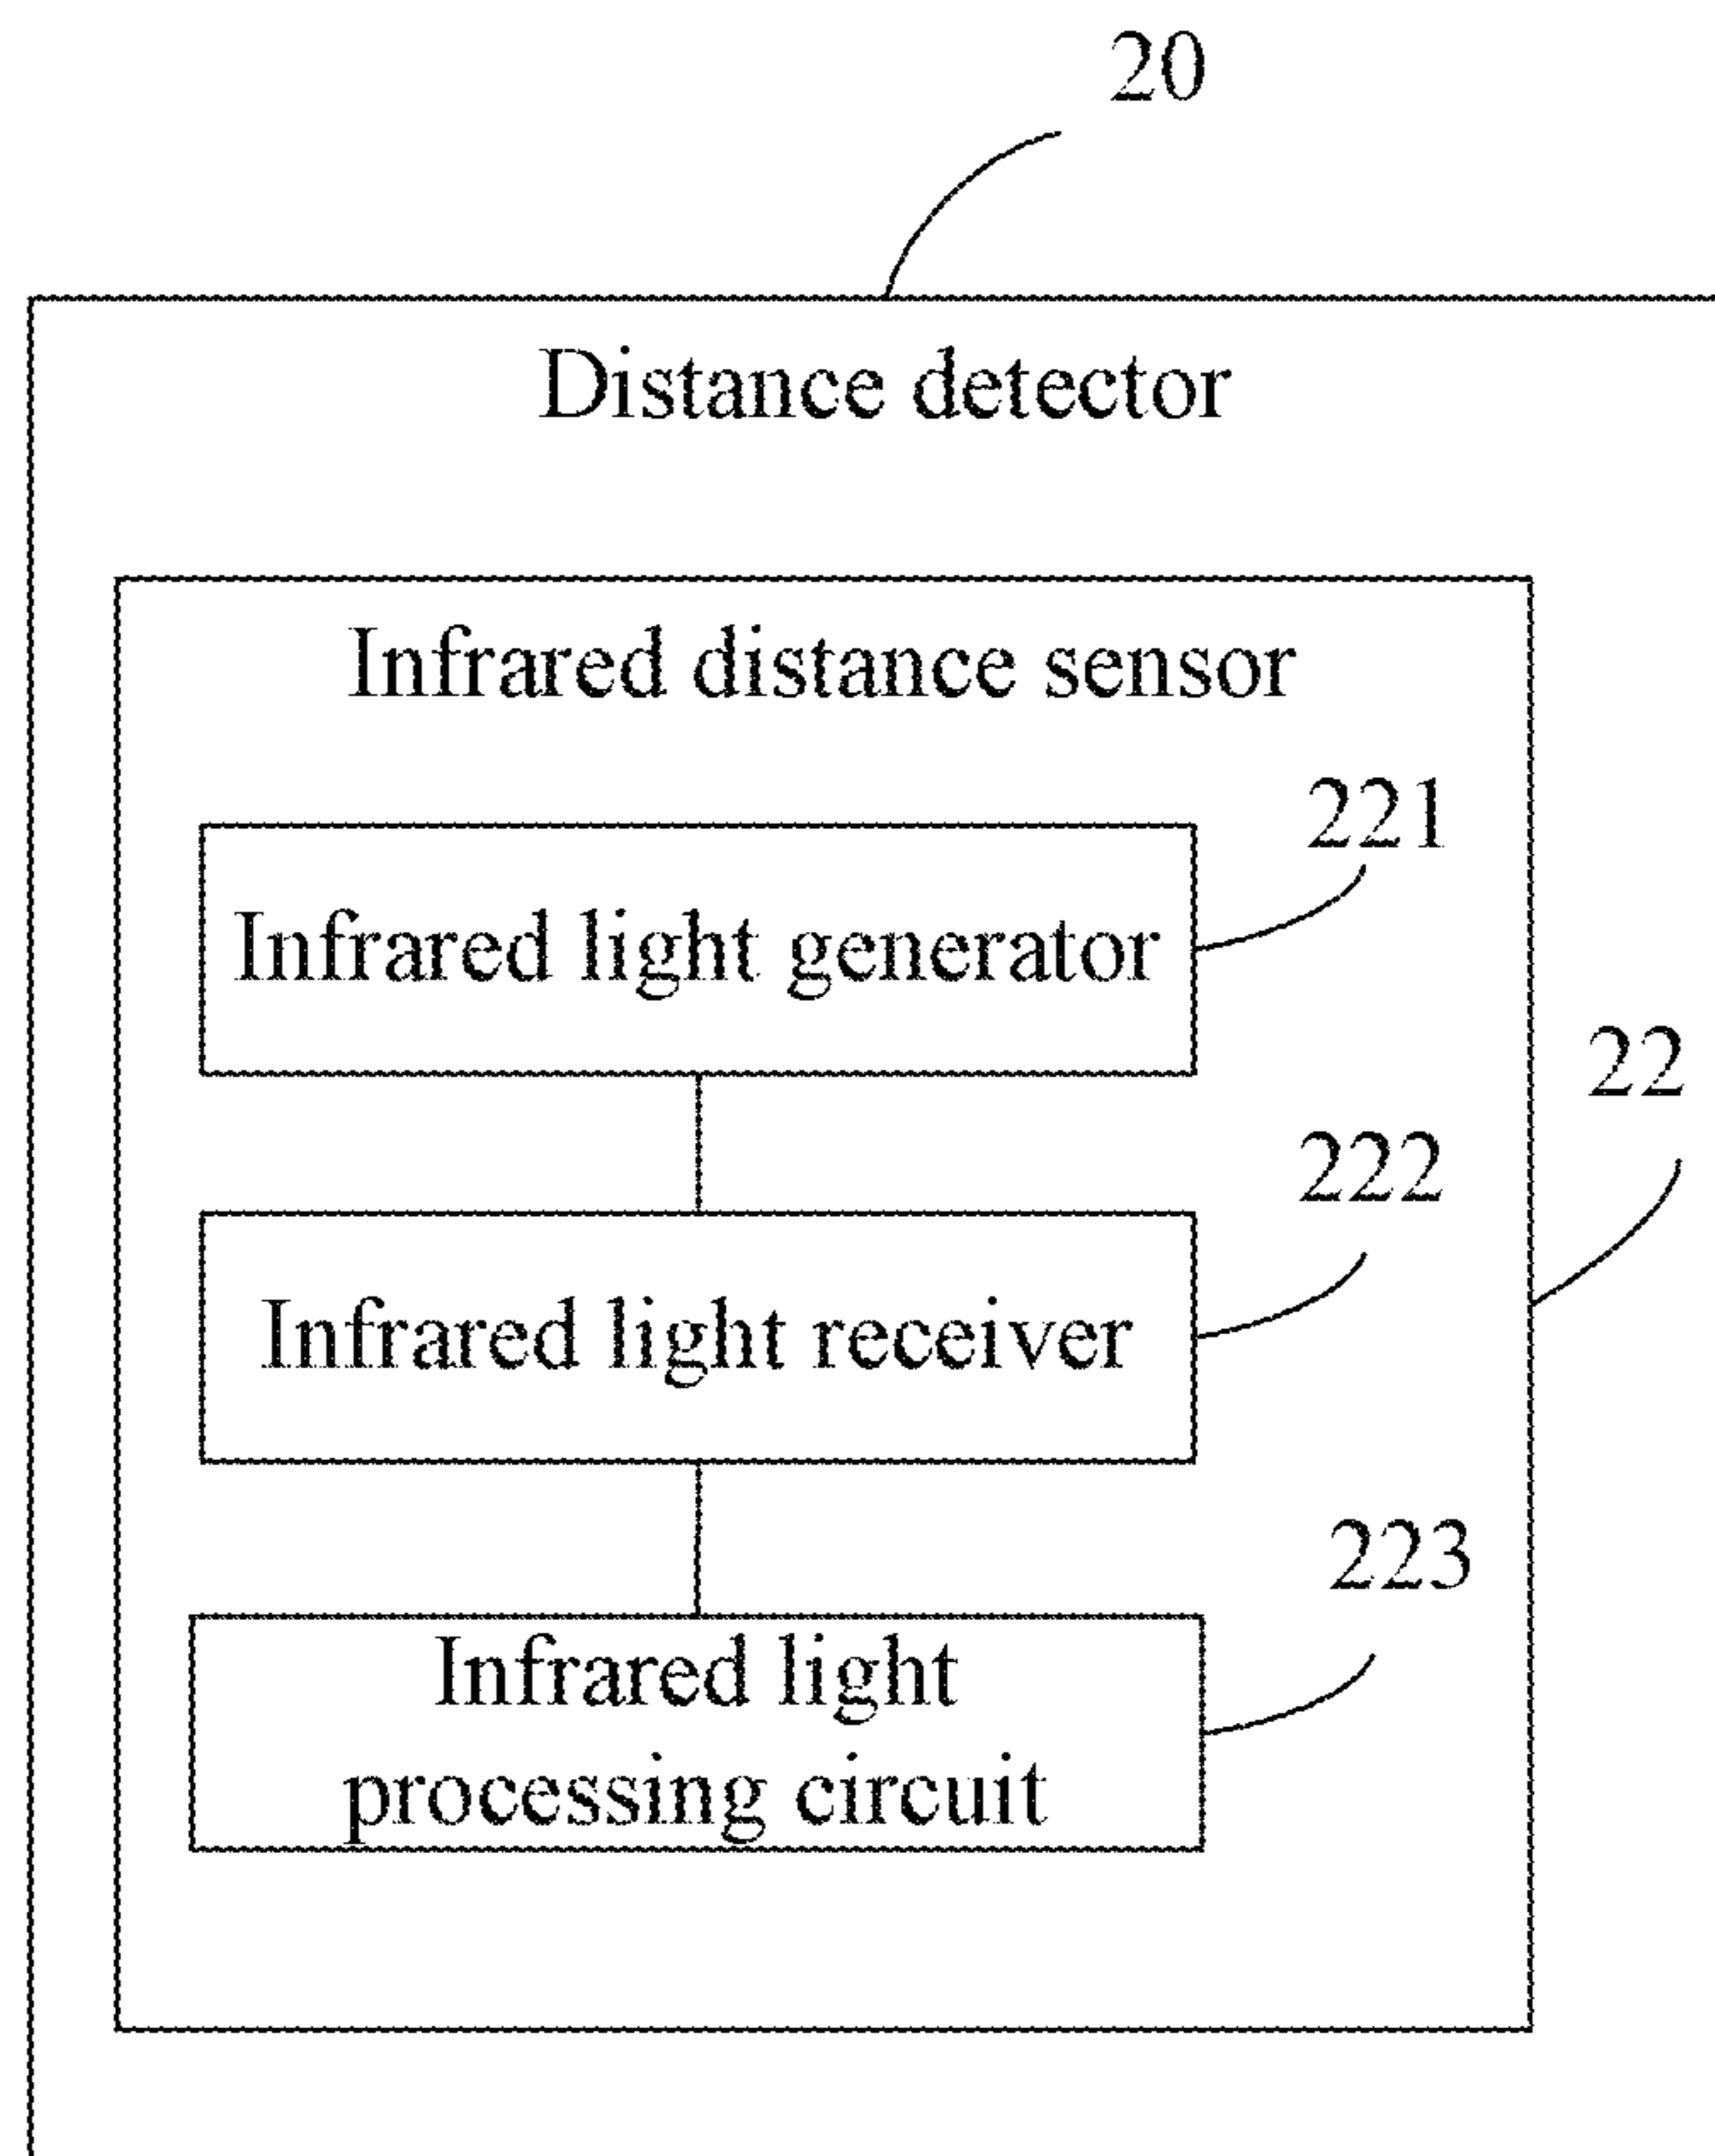 20
Distance detector
Infrared distance sensor
221
Infrared light generator
22
222
Infrared light receiver
223
Infrared light
processing circuit